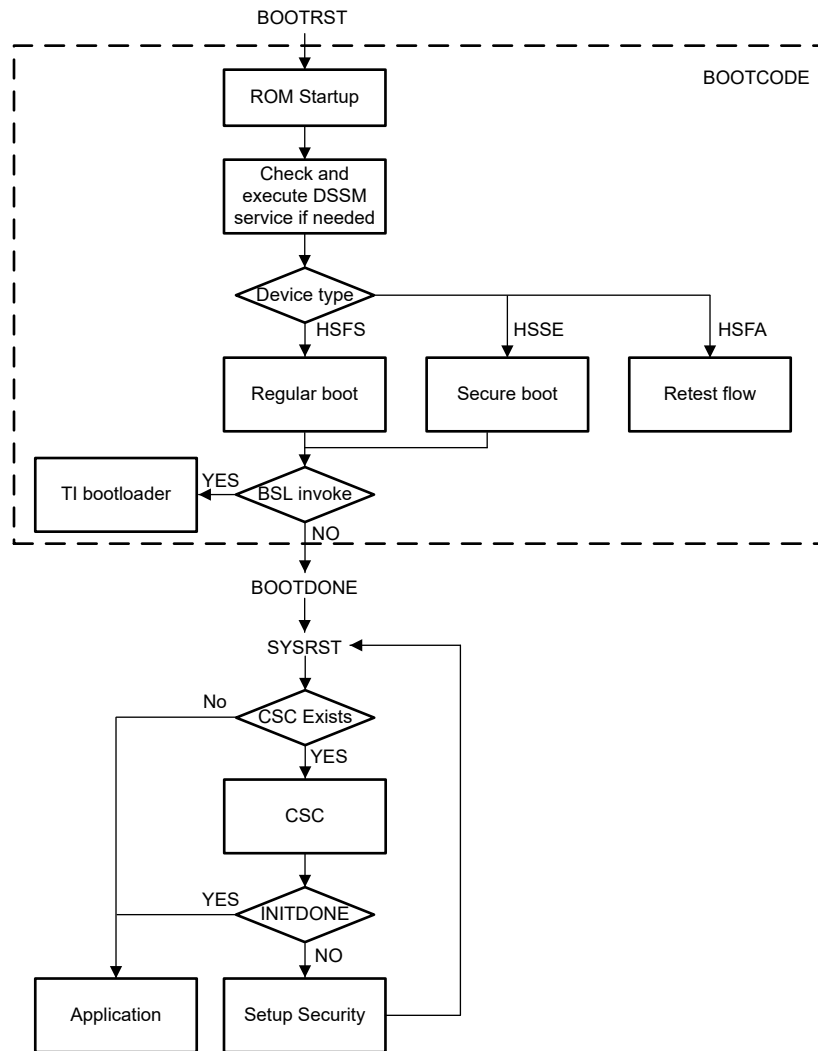 BOOTRST
BOOTCODE
ROM Startup
Check and
execute DSSM
service if needed
Device type
HSFS
HSSE
HSFA
Regular boot
Secure boot
Retest flow
TI bootloader
YES
BSL invoke
NO
BOOTDONE
SYSRST
No
CSC Exists
YES
CSC
YES
INITDONE
NO
Application
Setup Security